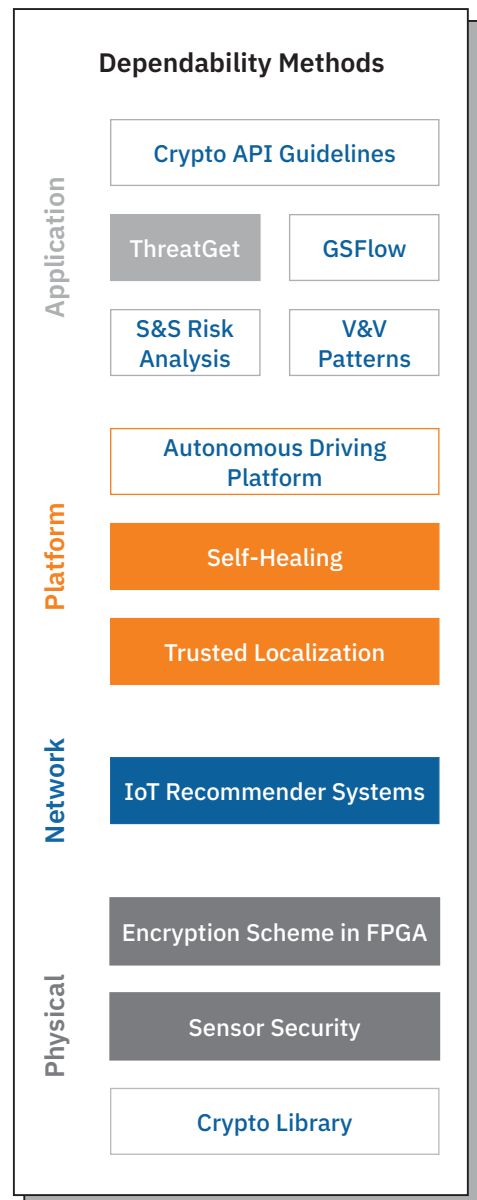 Dependability Methods
Application
Crypto API Guidelines
ThreatGet
GSFlow
S&S Risk
Analysis
V&V
Patterns
Platform
Autonomous Driving
Platform
Self-Healing
Trusted Localization
Network
IoT Recommender Systems
Physical
Encryption Scheme in FPGA
Sensor Security
Crypto Library